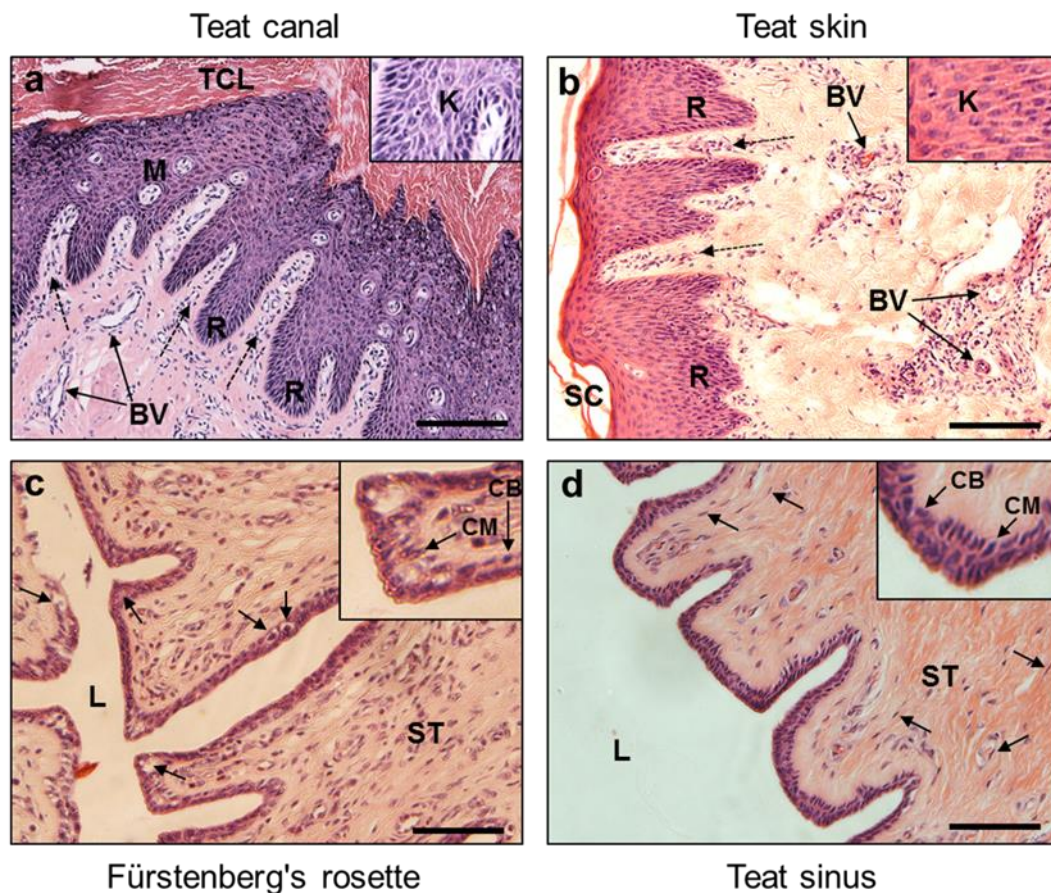 Teat canal
Teat skin
a
TCL
K
M
R
R
BV
b
R
BV
K
BV
R
SC
c
CB
CM
L
ST
d
CB
CM
ST
L
Fürstenberg's rosette
Teat sinus